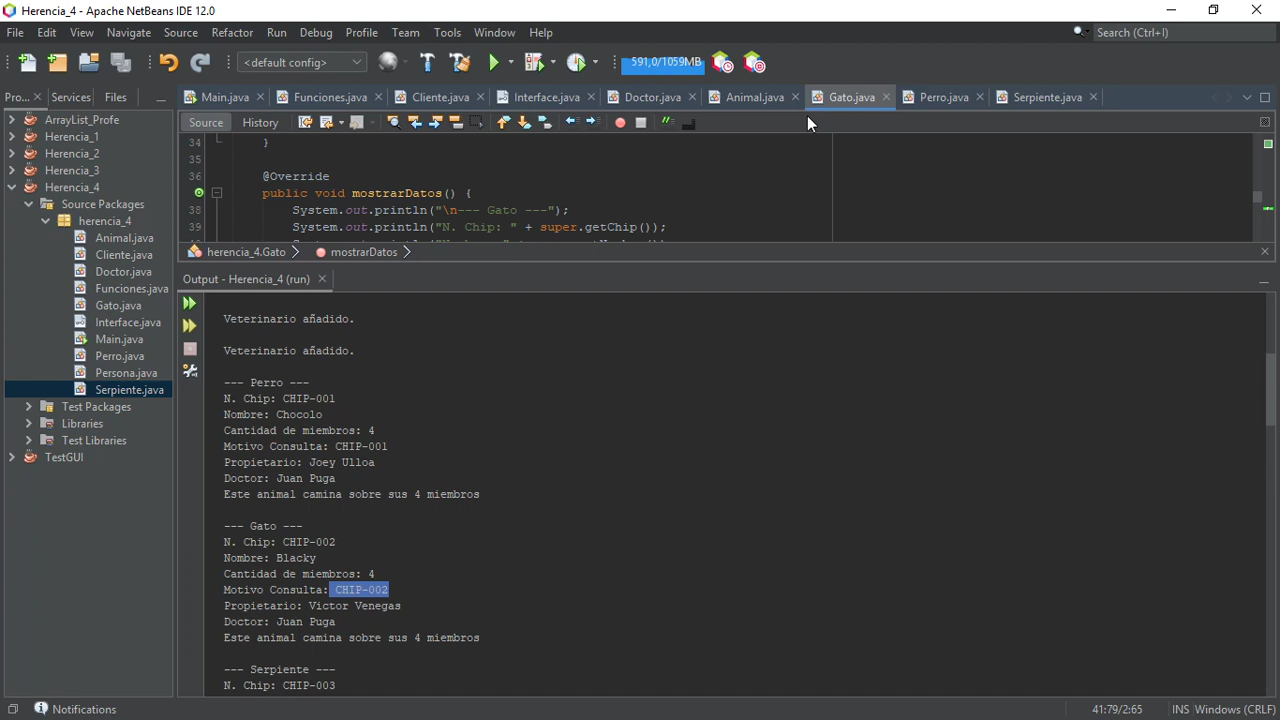 Herencia_4 - Apache NetBeans IDE 12.0
File Edit View Navigate Source Refactor Run Debug Profile Team Tools Window Help
Search (Ctrl+I)
<default config>
591,0/1059MB
Pro... Services Files
Main.java Funciones.java Cliente.java Interface.java Doctor.java Animal.java Gato.java Perro.java Serpiente.java
ArrayList_Profe
Herencia_1
Herencia_2
Herencia_3
Herencia_4
Source Packages
herencia_4
Animal.java
Cliente.java
Doctor.java
Funciones.java
Gato.java
Interface.java
Main.java
Perro.java
Persona.java
Serpiente.java
Test Packages
Libraries
Test Libraries
TestGUI
Source History
34 }
35
36 @Override
public void mostrarDatos() {
38 System.out.println("\n--- Gato ---");
39 System.out.println("N. Chip: " + super.getChip());
herencia_4.Gato mostrarDatos
Output - Herencia_4 (run)
Veterinario añadido.
Veterinario añadido.
--- Perro ---
N. Chip: CHIP-001
Nombre: Chocolo
Cantidad de miembros: 4
Motivo Consulta: CHIP-001
Propietario: Joey Ulloa
Doctor: Juan Puga
Este animal camina sobre sus 4 miembros
--- Gato ---
N. Chip: CHIP-002
Nombre: Blacky
Cantidad de miembros: 4
Motivo Consulta: CHIP-002
Propietario: Victor Venegas
Doctor: Juan Puga
Este animal camina sobre sus 4 miembros
--- Serpiente ---
N. Chip: CHIP-003
Notifications
41:79/2:65 INS Windows (CRLF)